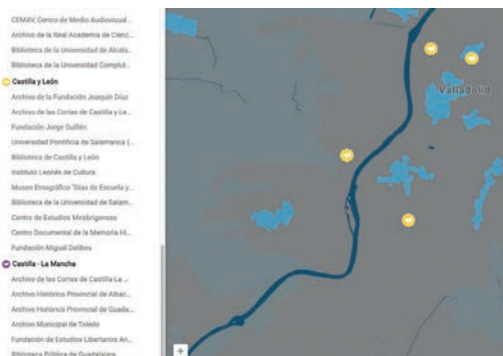 CEMAV, Centro de Medio Audiovisual...
Archivo de la Real Academia de Cienc...
Biblioteca de la Universidad de Alcala...
Biblioteca de la Universidad Complut...
Castilla y León
Archivo de la Fundación Joaquín Díaz
Archivo de las Cortes de Castilla y Le...
Fundación Jorge Guillén
Universidad Pontificia de Salamanca (...
Biblioteca de Castilla y León
Instituto Leonés de Cultura
Museo Etnográfico "Días de Escuela y...
Biblioteca de la Universidad de Salam...
Centro de Estudios Mirobrigenses
Centro Documental de la Memoria Hi...
Fundación Miguel Delibes
Castilla - La Mancha
Archivo de las Cortes de Castilla La ...
Archivo Histórico Provincial de Albac...
Archivo Histórico Provincial de Guada...
Archivo Municipal de Toledo
Fundación de Estudios Libertarios An...
Biblioteca Pública de Guadalajara
Valladolid
+